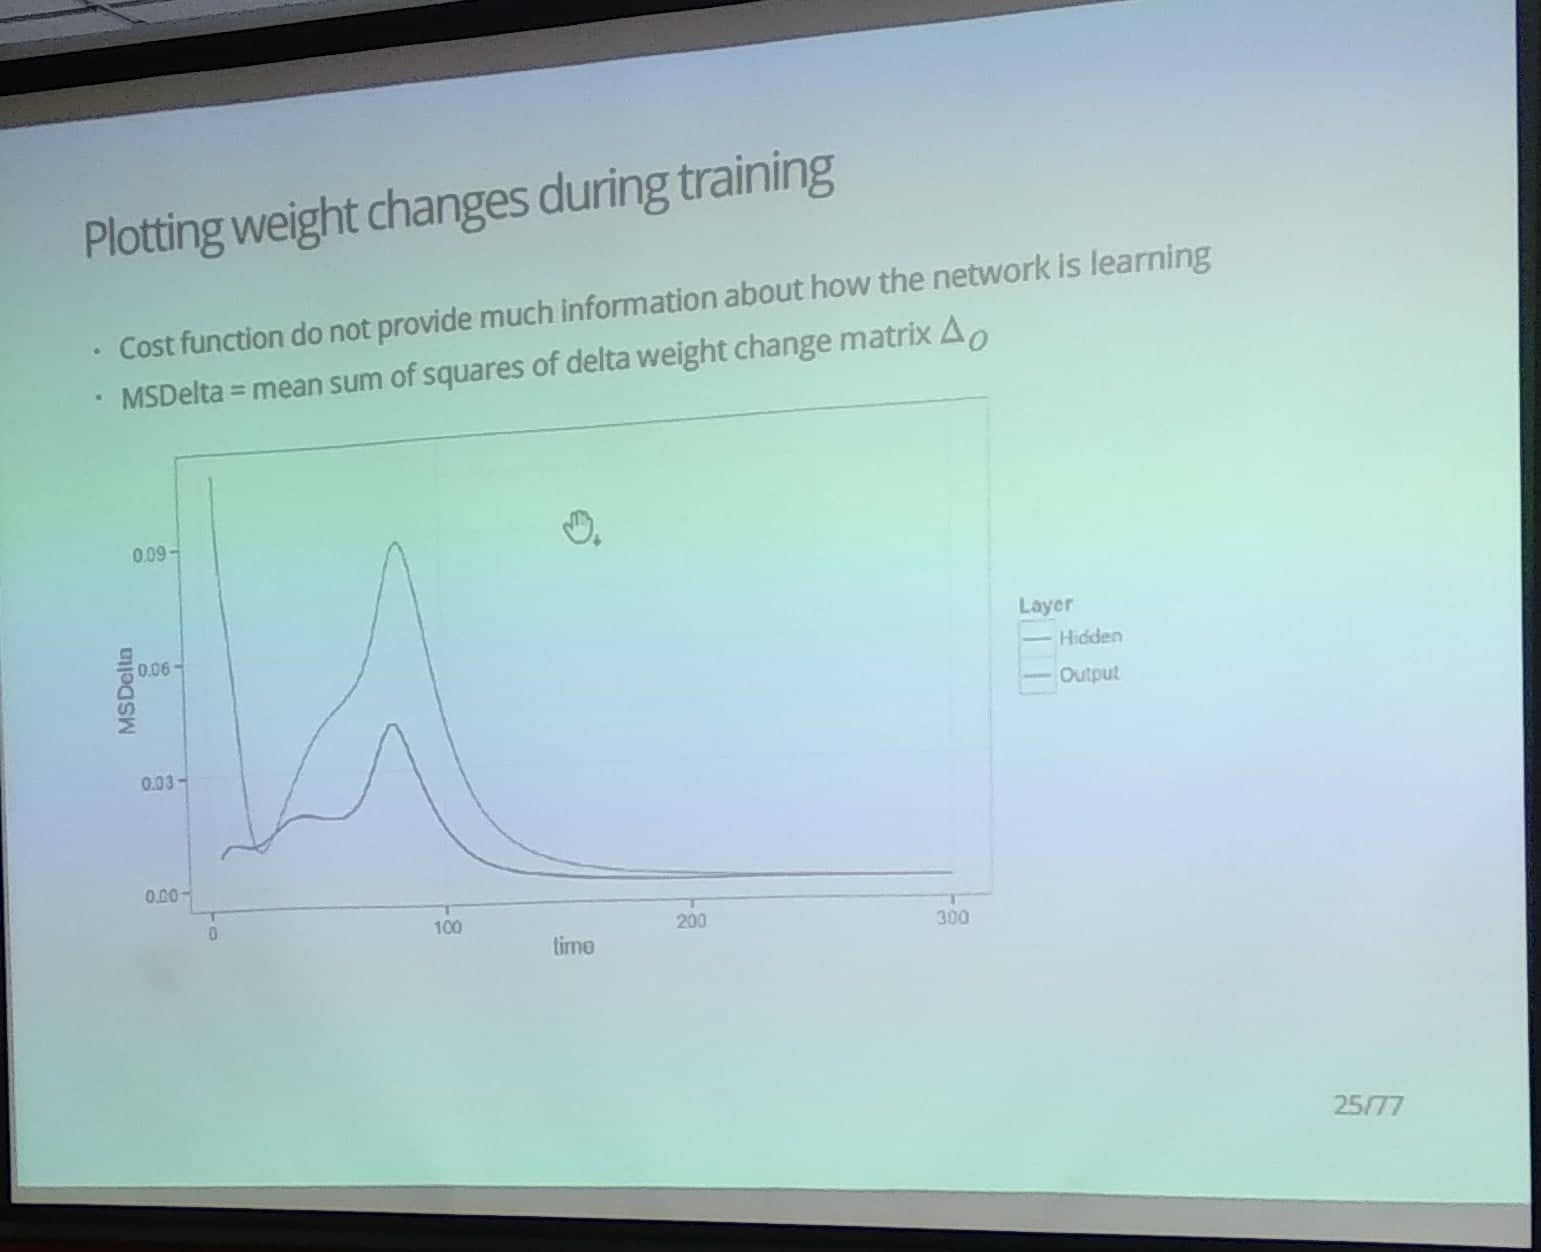 Plotting weight changes during training
· Cost function do not provide much information about how the network is learning
· MSDelta = mean sum of squares of delta weight change matrix Δ_O
0.09
0.06
0.03
0.00
MSDelta
0
100
200
300
time
Layer
Hidden
Output
25/77